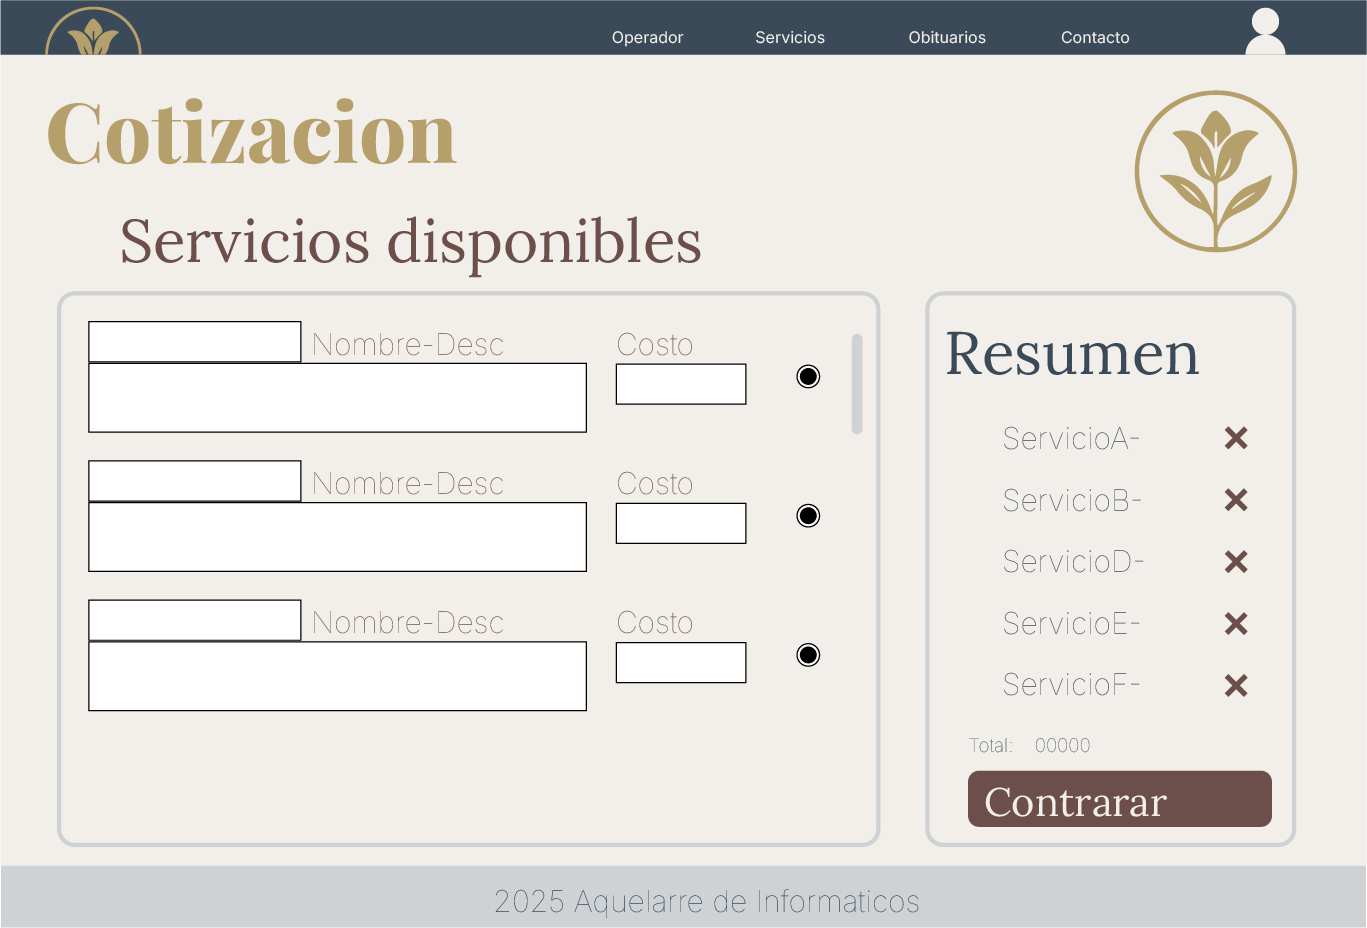 Operador Servicios Obituarios Contacto
Cotizacion
Servicios disponibles
Nombre-Desc Costo
Nombre-Desc Costo
Nombre-Desc Costo
Resumen
ServicioA-
ServicioB-
ServicioD-
ServicioE-
ServicioF-
Total: 00000
Contrarar
2025 Aquelarre de Informaticos